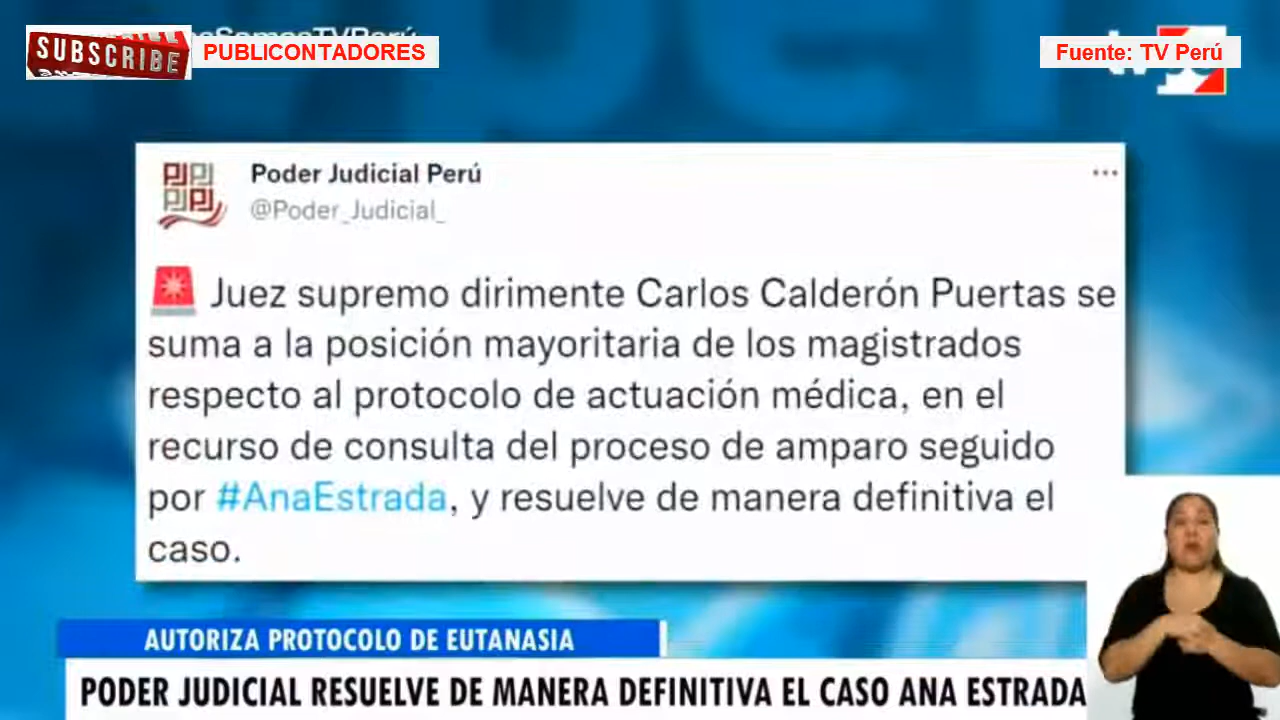 SUBSCRIBE
PUBLICONTADORES
Fuente: TV Perú
Poder Judicial Perú
@Poder_Judicial_
Juez supremo dirimente Carlos Calderón Puertas se
suma a la posición mayoritaria de los magistrados
respecto al protocolo de actuación médica, en el
recurso de consulta del proceso de amparo seguido
por #AnaEstrada, y resuelve de manera definitiva el
caso.
AUTORIZA PROTOCOLO DE EUTANASIA
PODER JUDICIAL RESUELVE DE MANERA DEFINITIVA EL CASO ANA ESTRADA